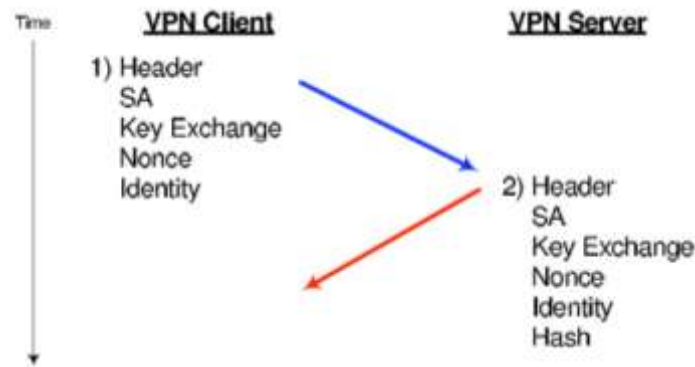 Time
VPN Client
VPN Server
1) Header
SA
Key Exchange
Nonce
Identity
2) Header
SA
Key Exchange
Nonce
Identity
Hash